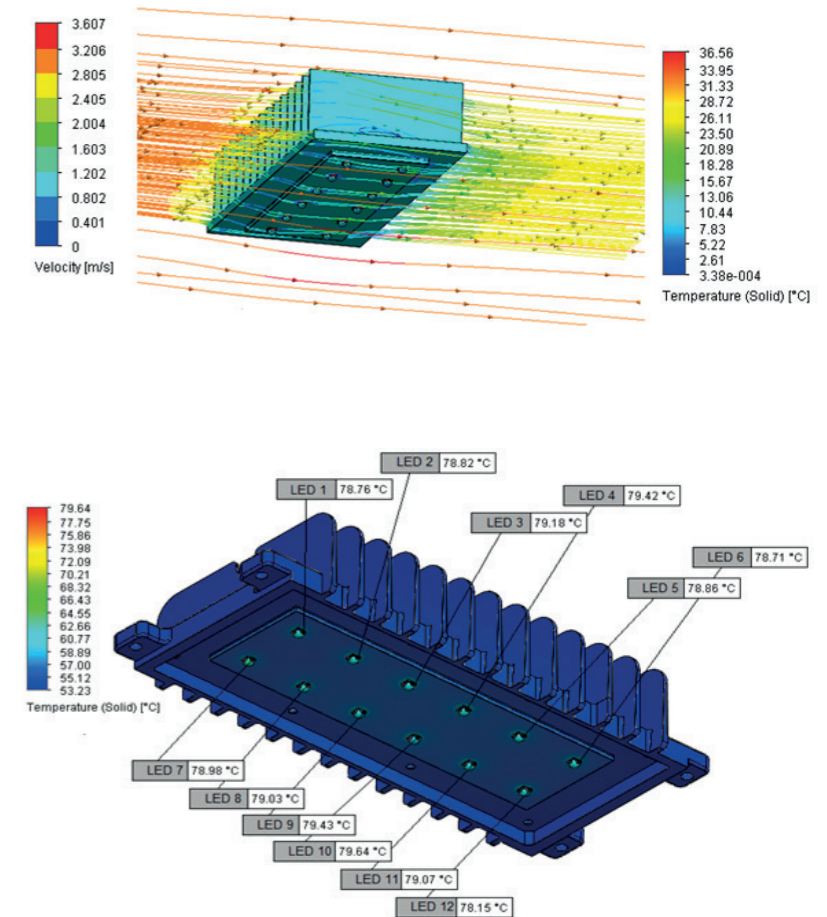 3.607
3.206
2.805
2.405
2.004
1.603
1.202
0.802
0.401
0
Velocity [m/s]
36.56
33.95
31.33
28.72
26.11
23.50
20.89
18.28
15.67
13.06
10.44
7.83
5.22
2.61
3.38e-004
Temperature (Solid) [°C]
79.64
77.75
75.86
73.98
72.09
70.21
68.32
66.43
64.55
62.66
60.77
58.89
57.00
55.12
53.23
Temperature (Solid) [°C]
LED 1 78.76 °C
LED 2 78.82 °C
LED 3 79.18 °C
LED 4 79.42 °C
LED 5 78.86 °C
LED 6 78.71 °C
LED 7 78.98 °C
LED 8 79.03 °C
LED 9 79.43 °C
LED 10 79.64 °C
LED 11 79.07 °C
LED 12 78.15 °C